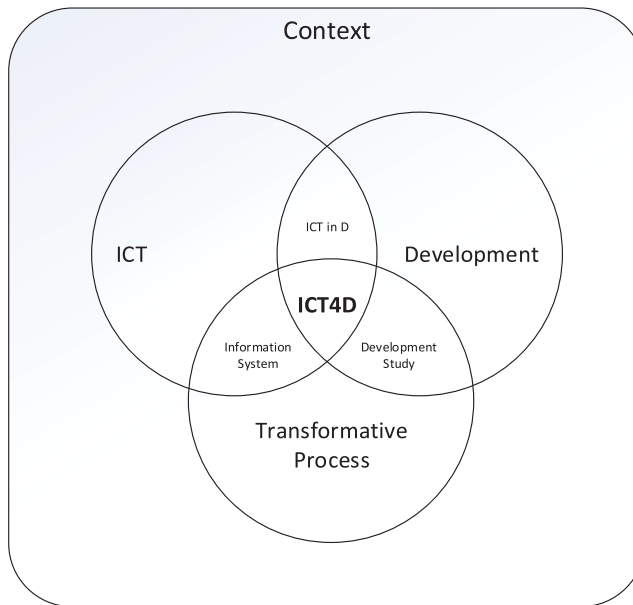 Context
ICT in D
ICT
Development
ICT4D
Information
System
Development
Study
Transformative
Process